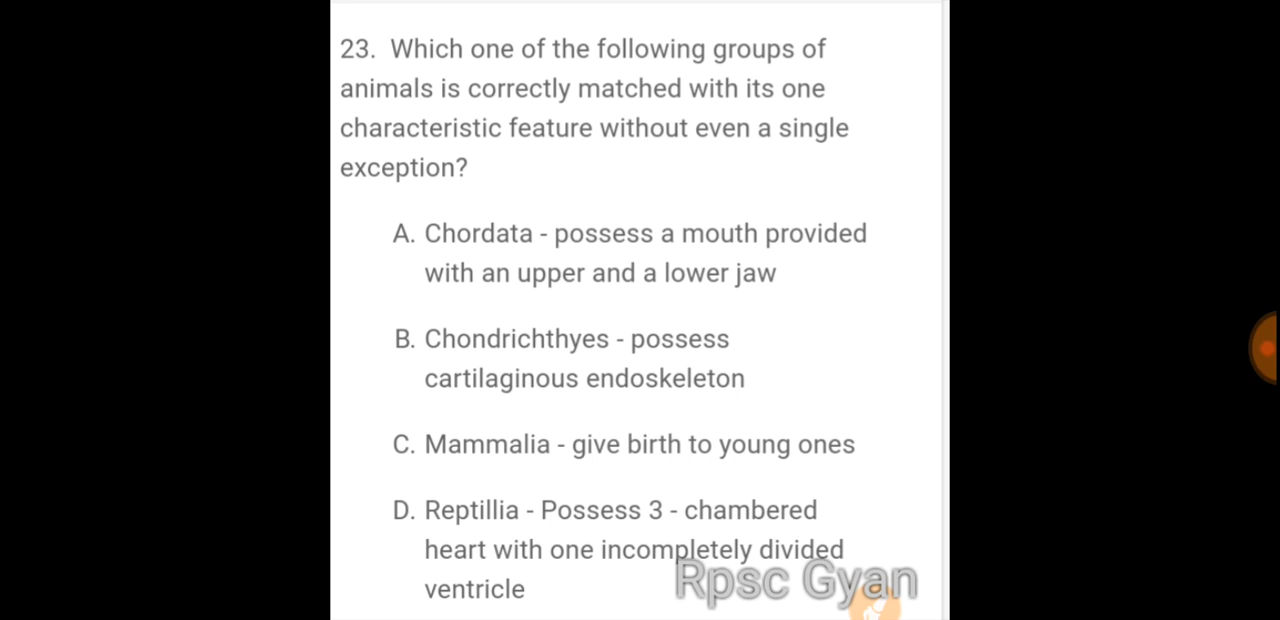 23. Which one of the following groups of
animals is correctly matched with its one
characteristic feature without even a single
exception?
A. Chordata - possess a mouth provided
with an upper and a lower jaw
B. Chondrichthyes - possess
cartilaginous endoskeleton
C. Mammalia - give birth to young ones
D. Reptillia - Possess 3 - chambered
heart with one incompletely divided
ventricle
Rpsc Gyan